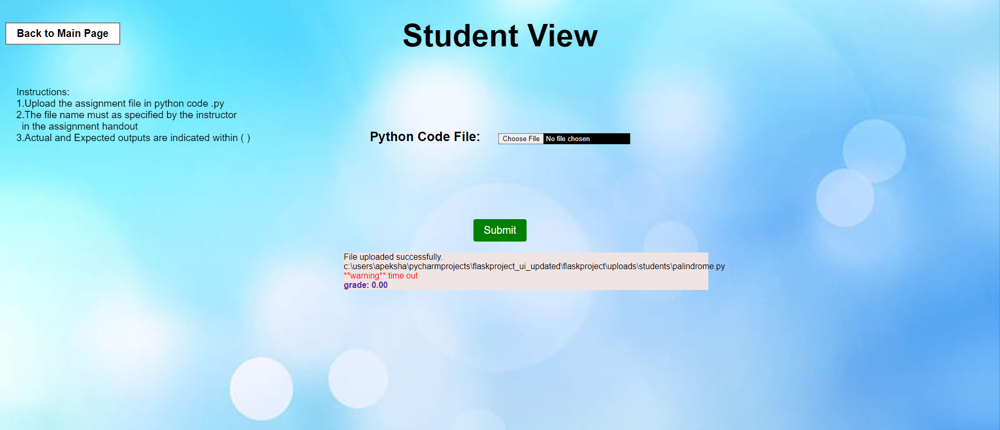 Back to Main Page
Student View
Instructions:
1.Upload the assignment file in python code .py
2.The file name must as specified by the instructor
in the assignment handout
3.Actual and Expected outputs are indicated within ( )
Python Code File:
Choose File No file chosen
Submit
File uploaded successfully.
c:\users\apeksha\pycharmprojects\flaskproject_ui_updated\flaskproject\uploads\students\palindrome.py
**warning**:time out
grade: 0.00